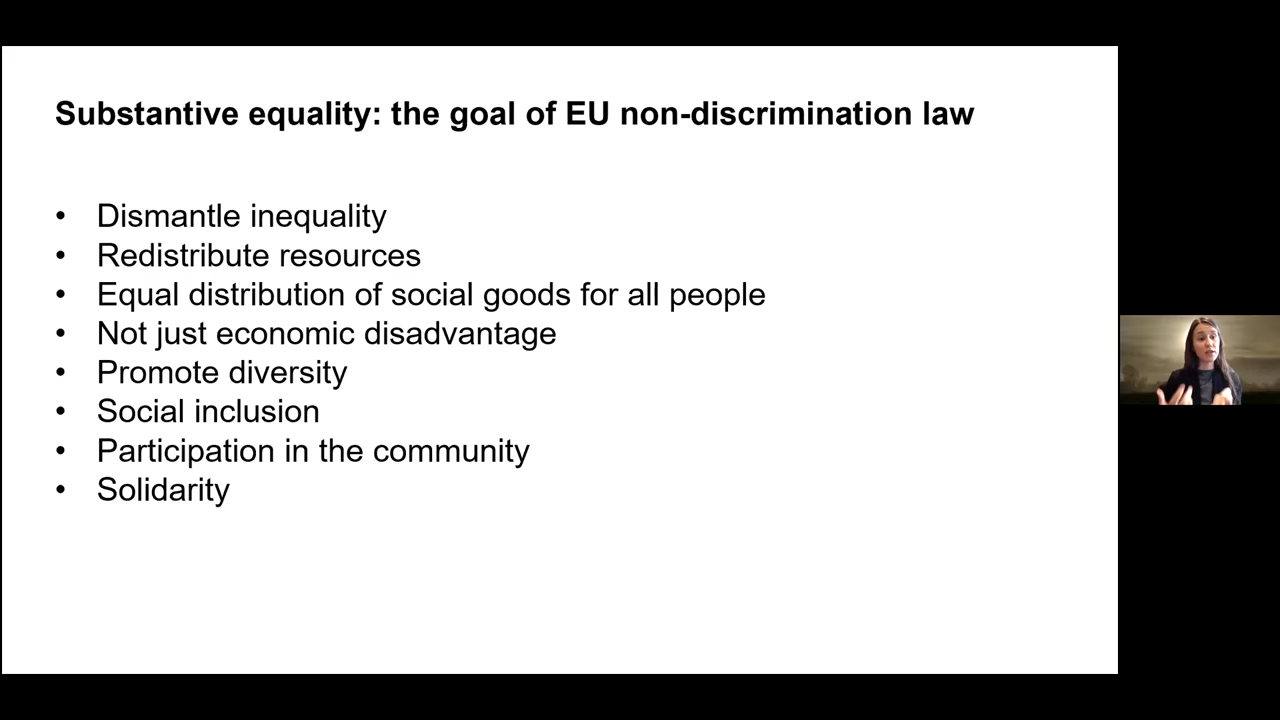 Substantive equality: the goal of EU non-discrimination law
• Dismantle inequality
• Redistribute resources
• Equal distribution of social goods for all people
• Not just economic disadvantage
• Promote diversity
• Social inclusion
• Participation in the community
• Solidarity